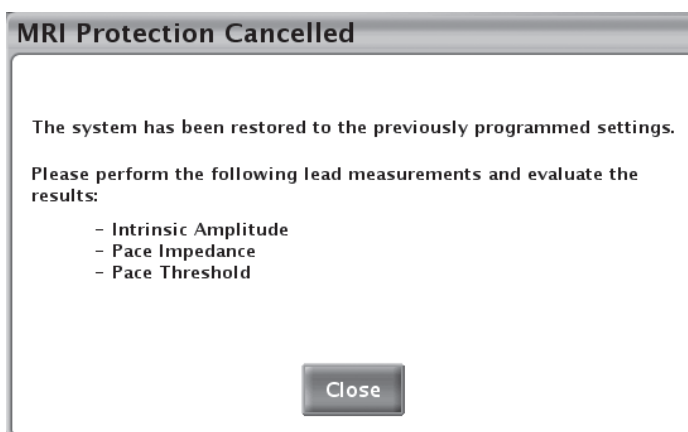 MRI Protection Cancelled
The system has been restored to the previously programmed settings.
Please perform the following lead measurements and evaluate the
results:
– Intrinsic Amplitude
– Pace Impedance
– Pace Threshold
Close